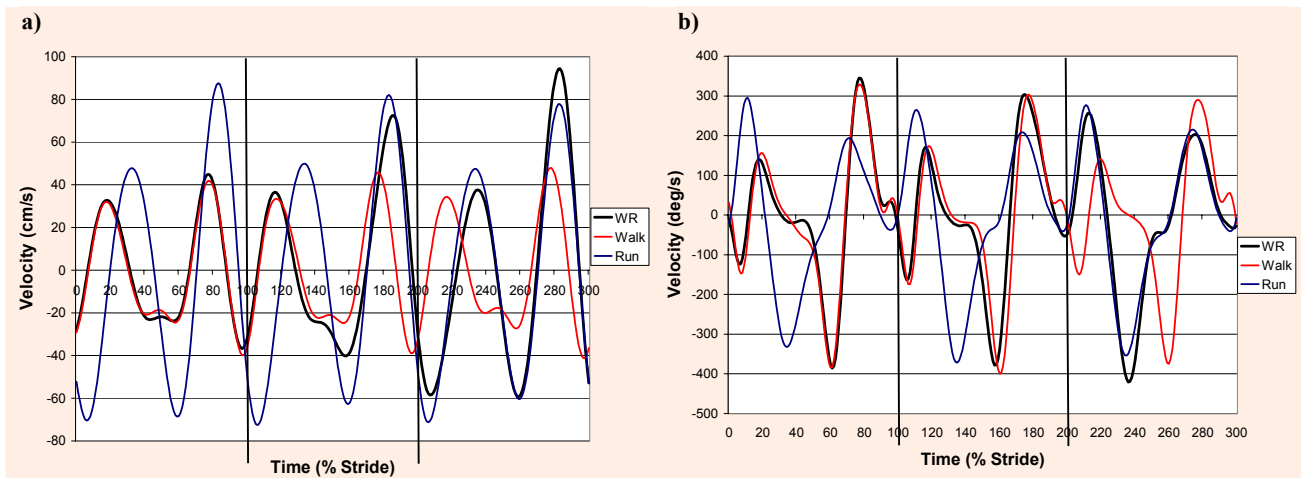 a)
100
80
60
40
20
0
-20
-40
-60
-80
Velocity (cm/s)
0 20 40 60 80 100 120 140 160 180 200 220 240 260 280 300
Time (% Stride)
WR
Walk
Run
b)
400
300
200
100
0
-100
-200
-300
-400
-500
Velocity (deg/s)
0 20 40 60 80 100 120 140 160 180 200 220 240 260 280 300
Time (% Stride)
WR
Walk
Run